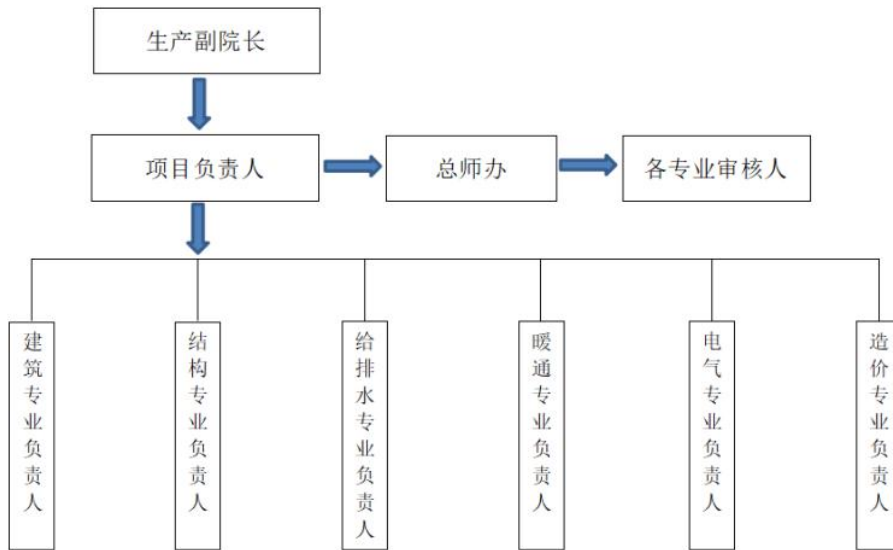 生产副院长
项目负责人
总师办
各专业审核人
建筑专业负责人
结构专业负责人
给排水专业负责人
暖通专业负责人
电气专业负责人
造价专业负责人